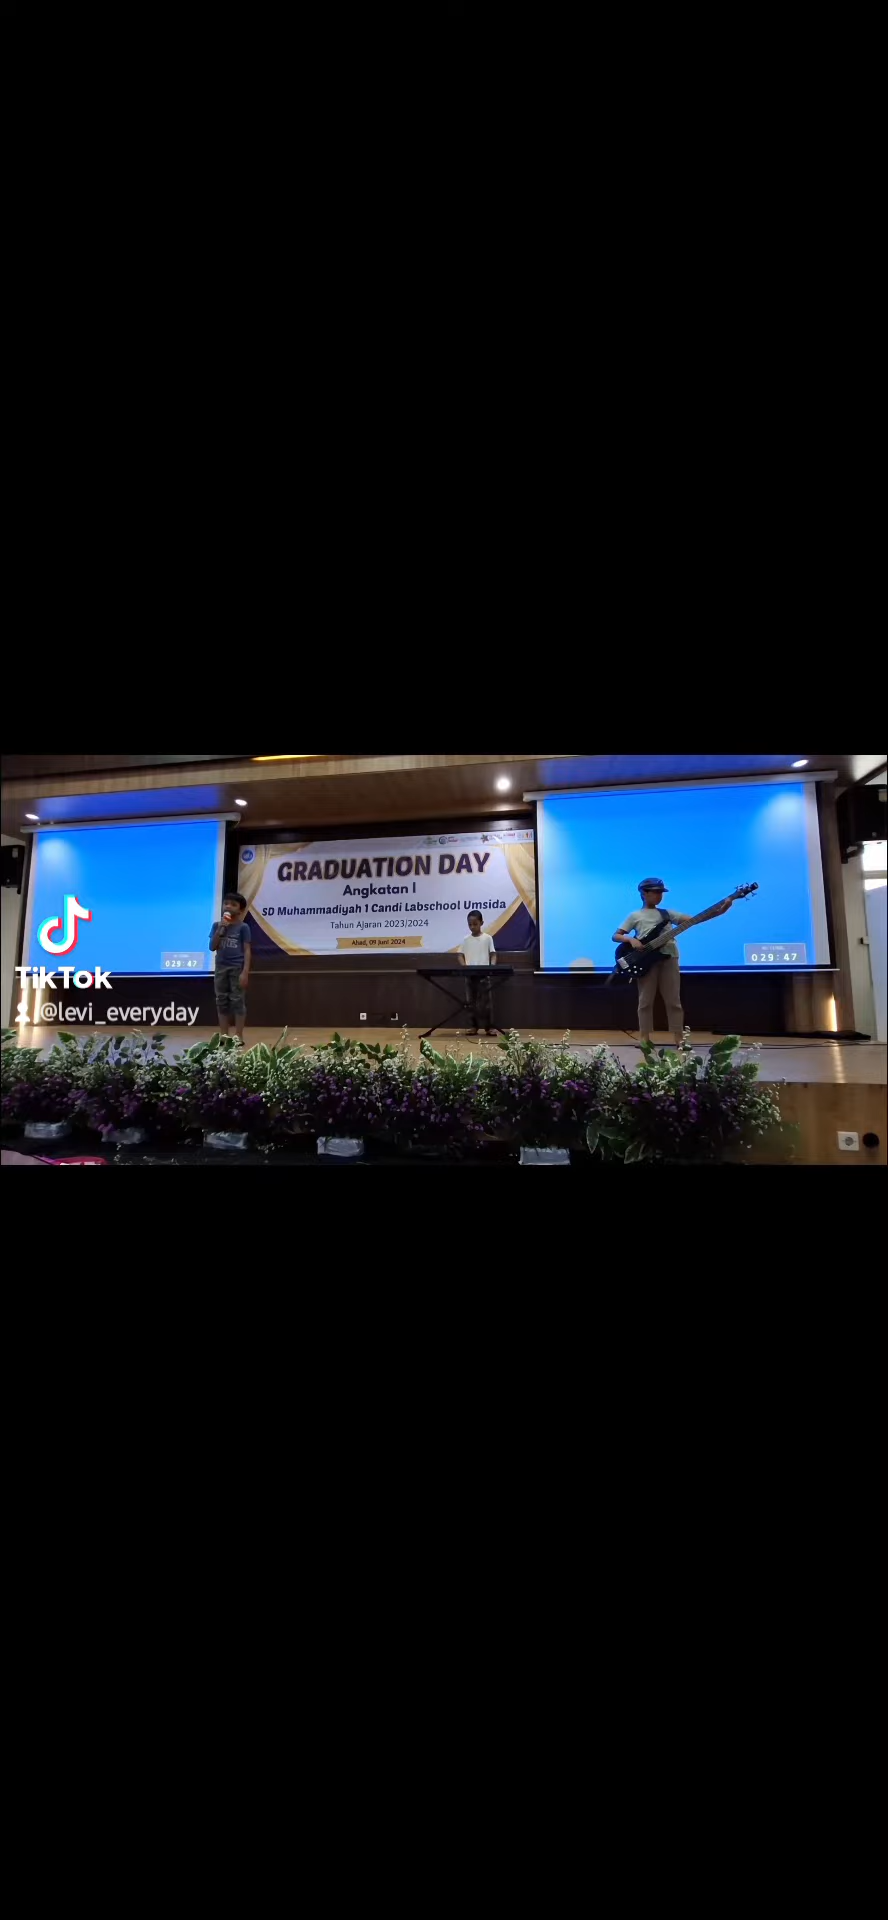 GRADUATION DAY
Angkatan I
SD Muhammadiyah 1 Candi Labschool Umsida
Tahun Ajaran 2023/2024
Ahad, 09 Juni 2024
029:47
029:47
TikTok
@levi_everyday